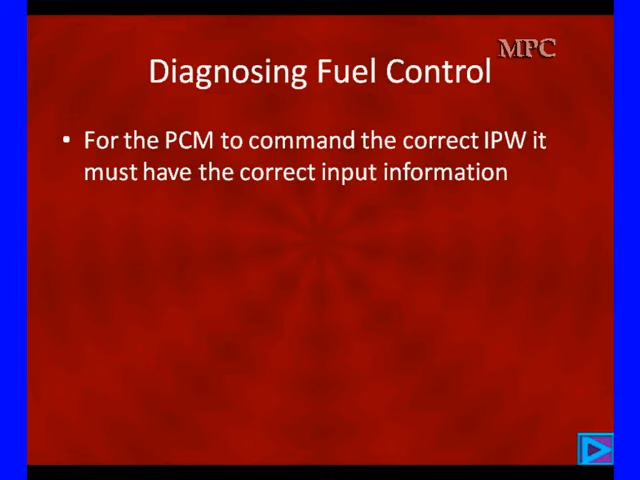 MPC
Diagnosing Fuel Control
• For the PCM to command the correct IPW it
must have the correct input information